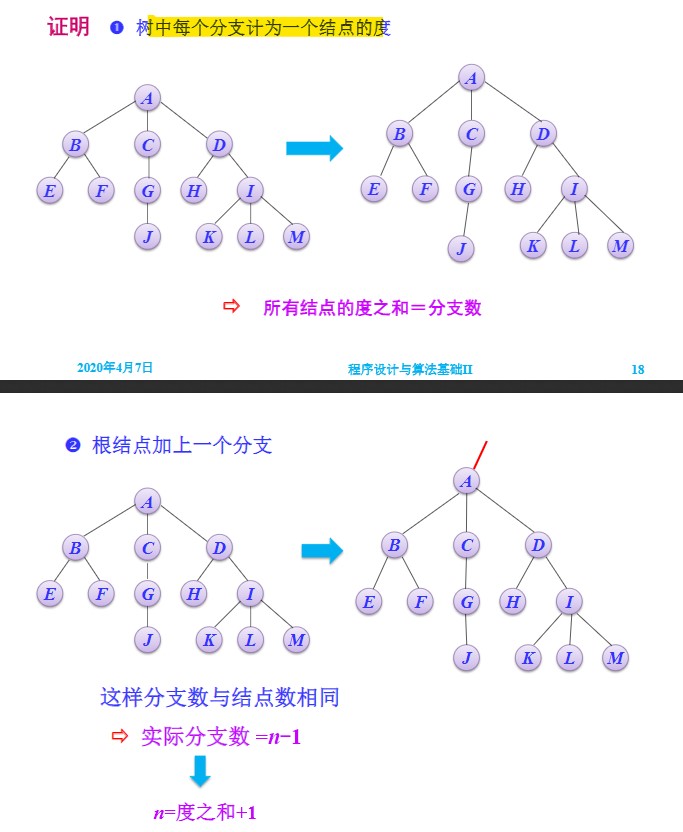 证明 ❶ 树中每个分支计为一个结点的度
A A
B C D B C D
E F G H I E F G H I
J K L M J K L M
⇨ 所有结点的度之和＝分支数
2020年4月7日 程序设计与算法基础II 18
❷ 根结点加上一个分支
A A
B C D B C D
E F G H I E F G H I
J K L M J K L M
这样分支数与结点数相同
⇨ 实际分支数 =n−1
n=度之和+1